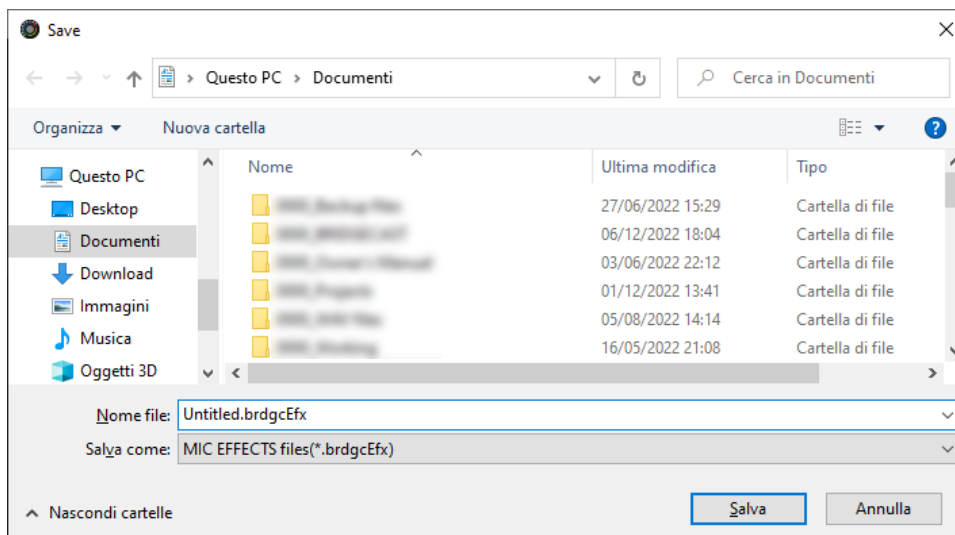 Save
Questo PC > Documenti
Cerca in Documenti
Organizza
Nuova cartella
Questo PC
Desktop
Documenti
Download
Immagini
Musica
Oggetti 3D
Nome Ultima modifica Tipo
27/06/2022 15:29 Cartella di file
06/12/2022 18:04 Cartella di file
03/06/2022 22:12 Cartella di file
01/12/2022 13:41 Cartella di file
05/08/2022 14:14 Cartella di file
16/05/2022 21:08 Cartella di file
Nome file: Untitled.brdgcEfx
Salva come: MIC EFFECTS files(*.brdgcEfx)
Nascondi cartelle
Salva
Annulla